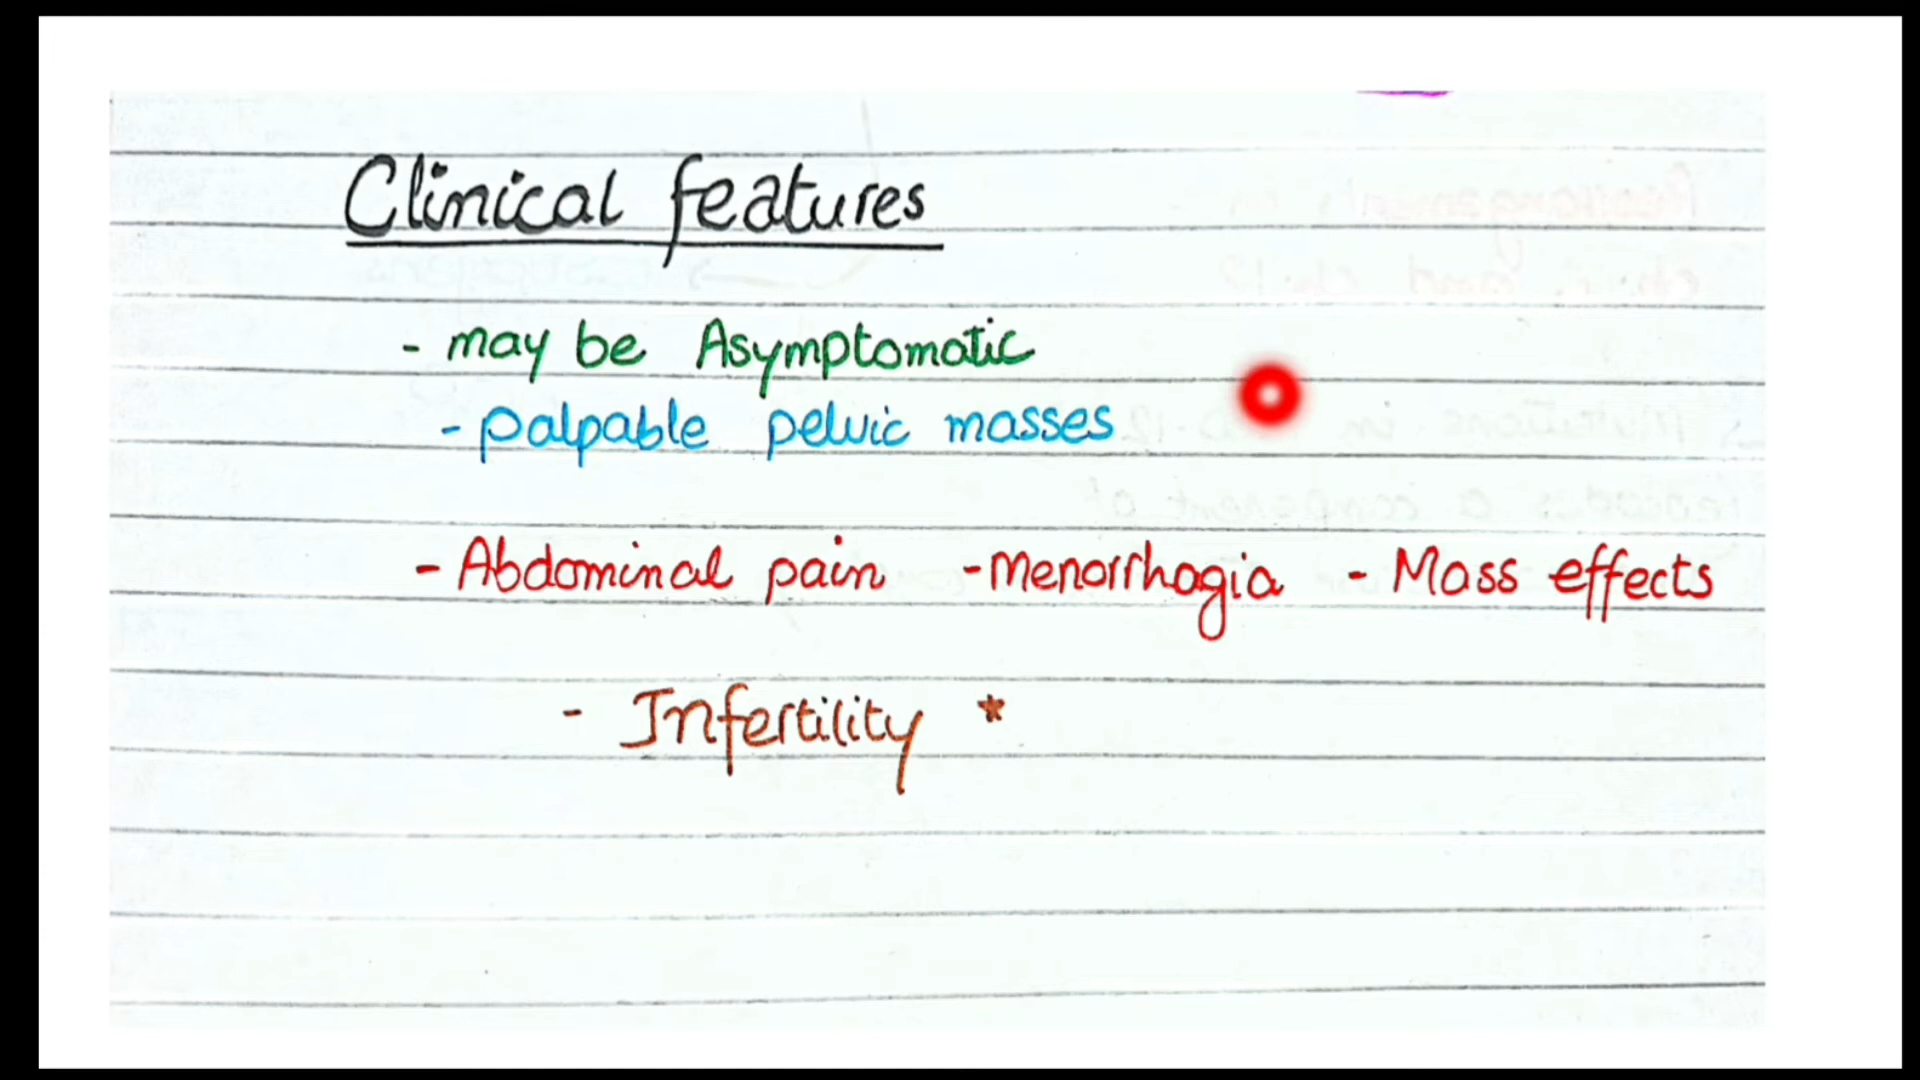 Clinical features
- may be Asymptomatic
- palpable pelvic masses
- Abdominal pain - Menorrhagia - Mass effects
- Infertility *